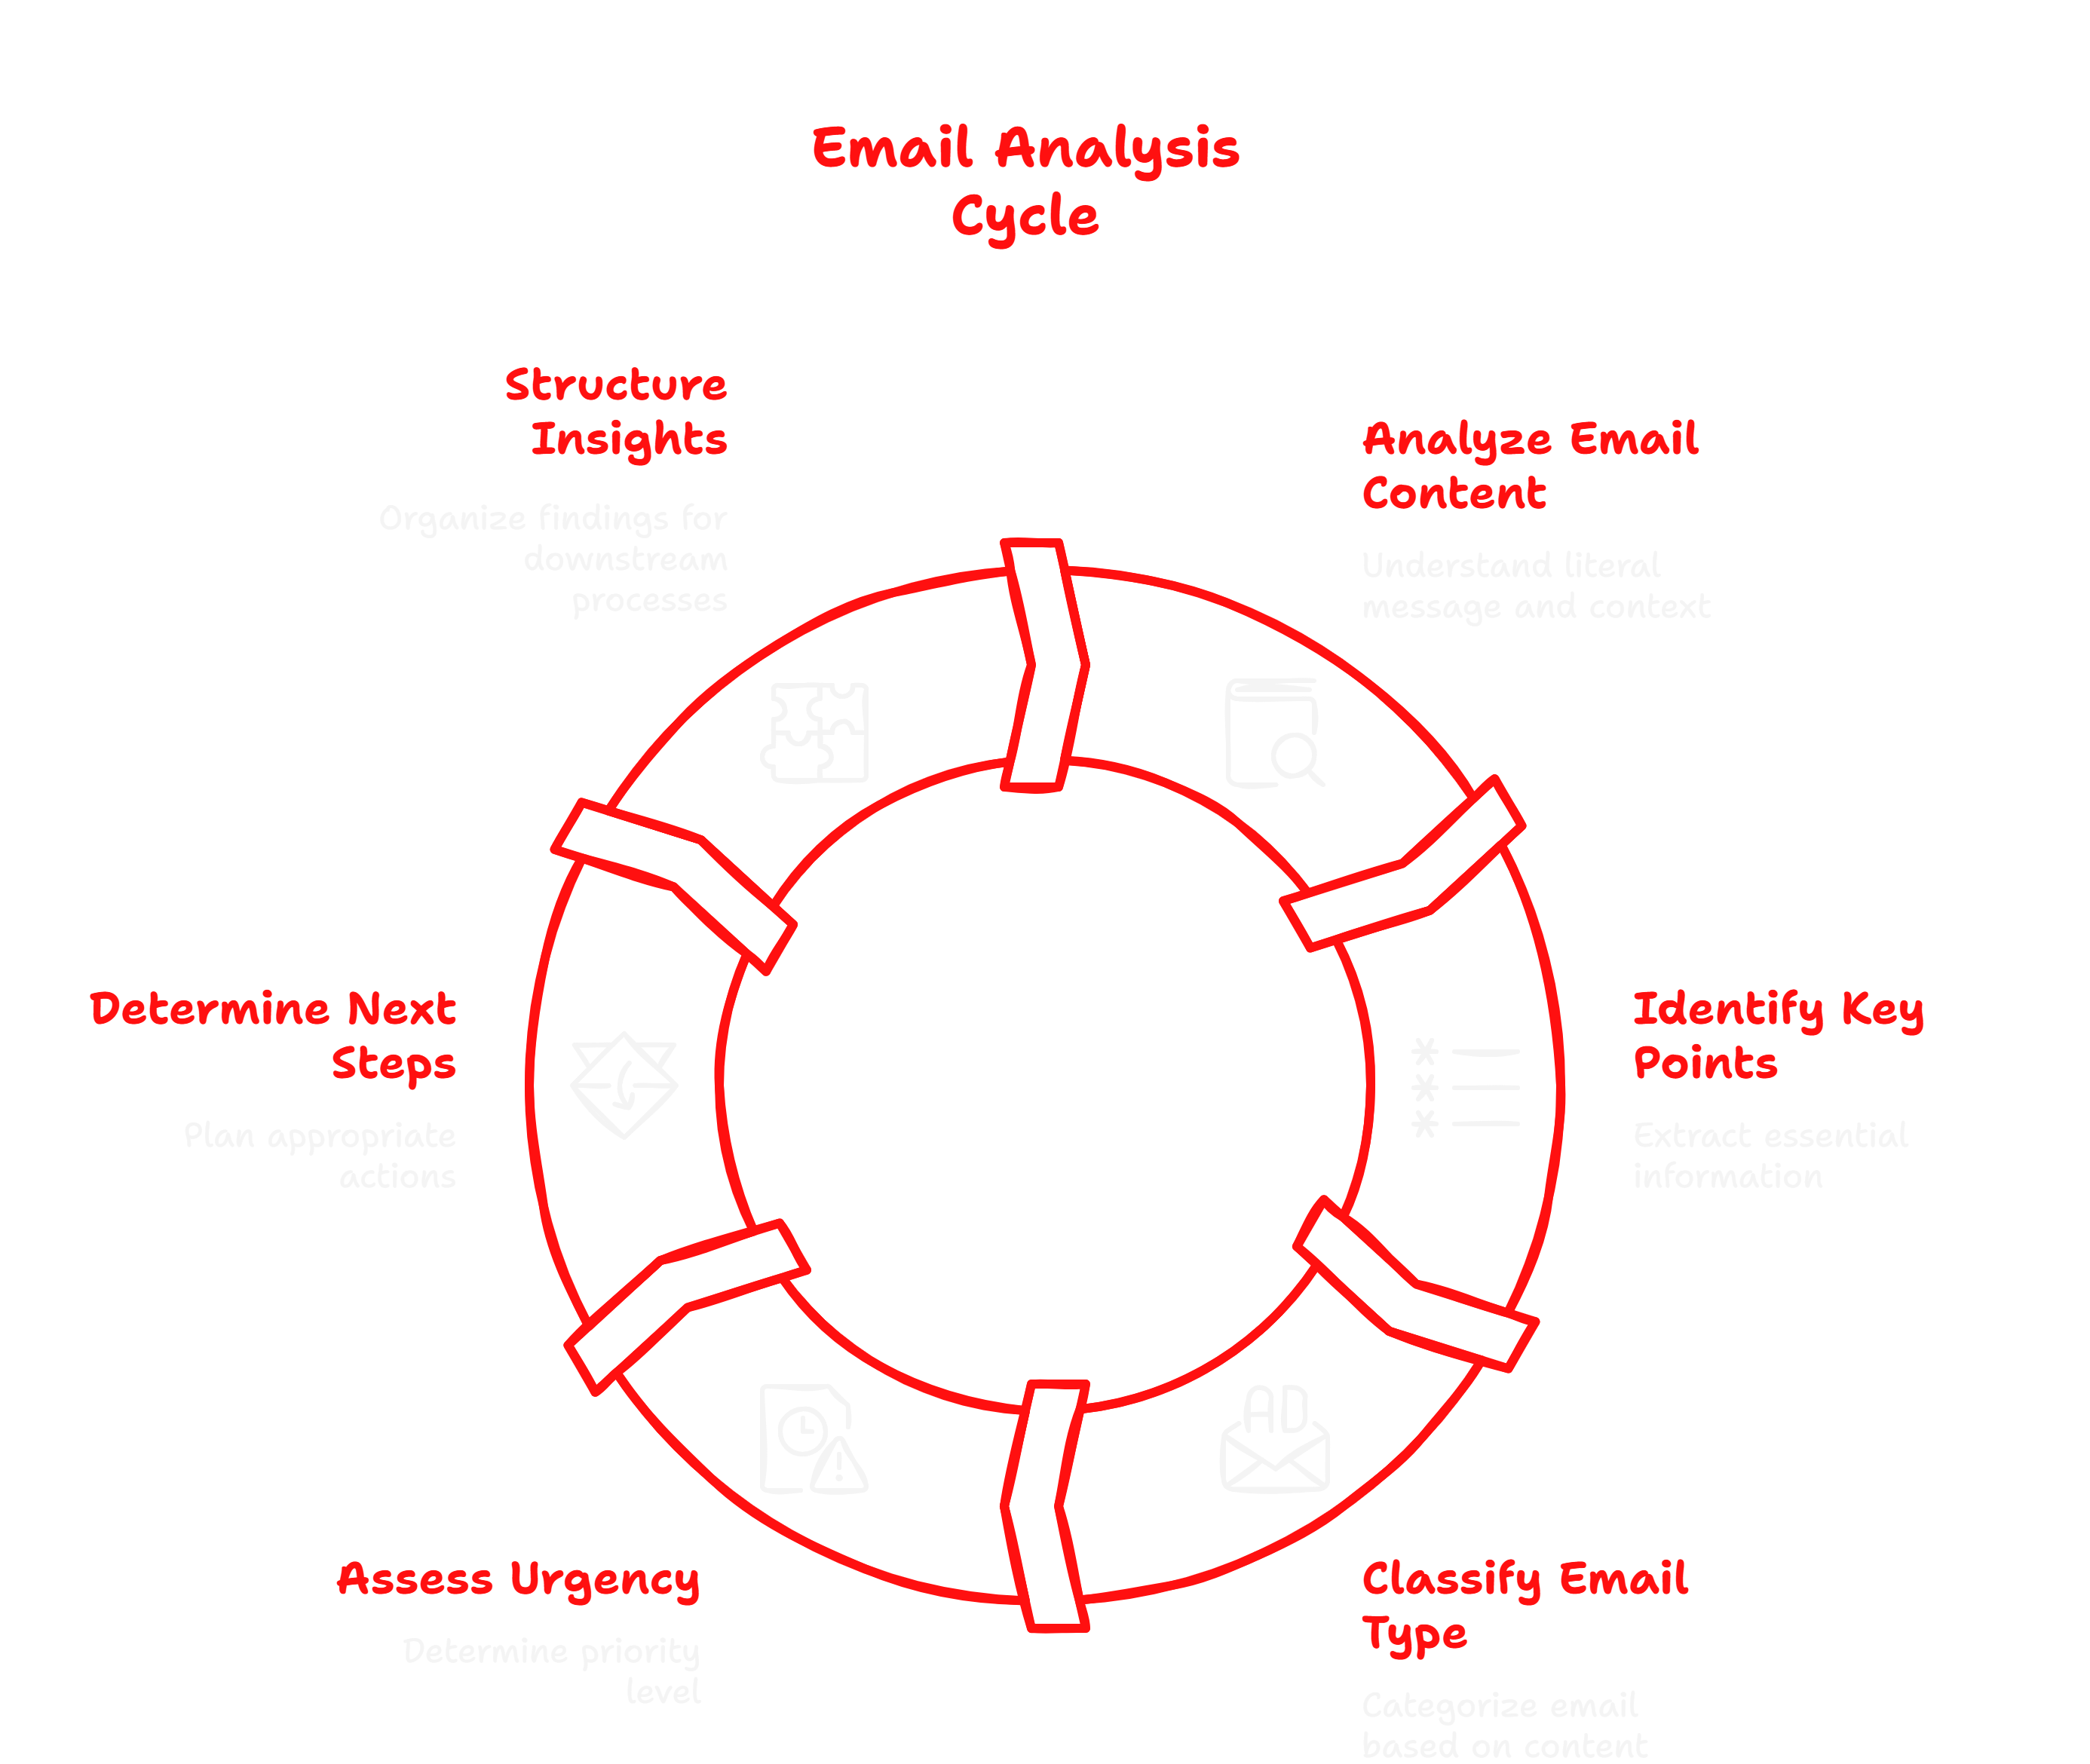 Email Analysis
Cycle
Structure
Insights
Organize findings for
downstream
processes
Analyze Email
Content
Understand literal
message and context
Determine Next
Steps
Plan appropriate
actions
Identify Key
Points
Extract essential
information
Assess Urgency
Determine priority
level
Classify Email
Type
Categorize email
based on content
AD